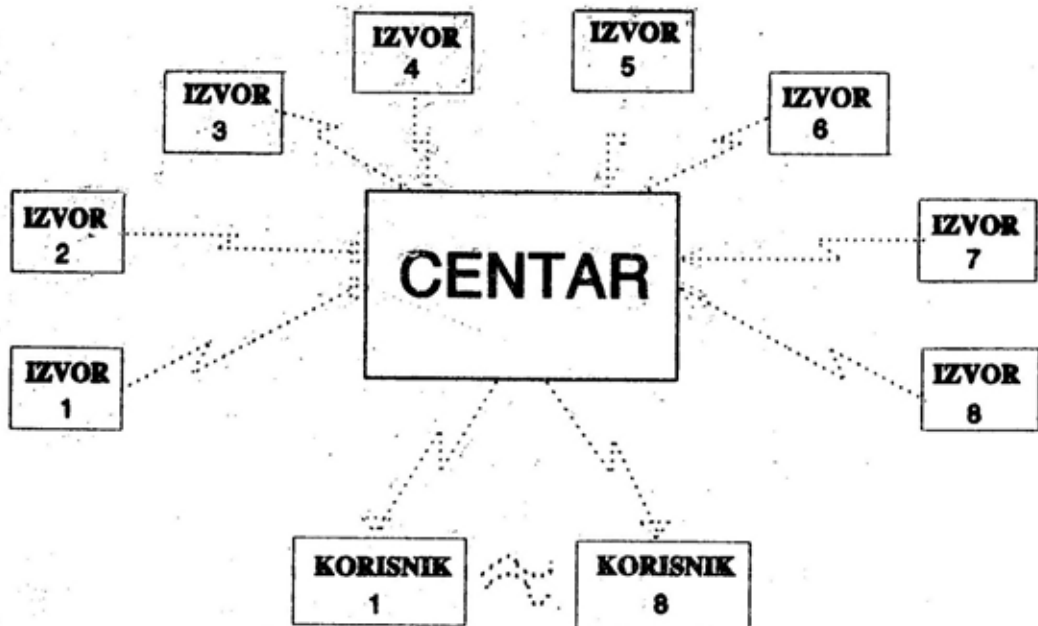 IZVOR
4
IZVOR
5
IZVOR
3
IZVOR
6
IZVOR
2
CENTAR
IZVOR
7
IZVOR
1
IZVOR
8
KORISNIK
1
KORISNIK
8